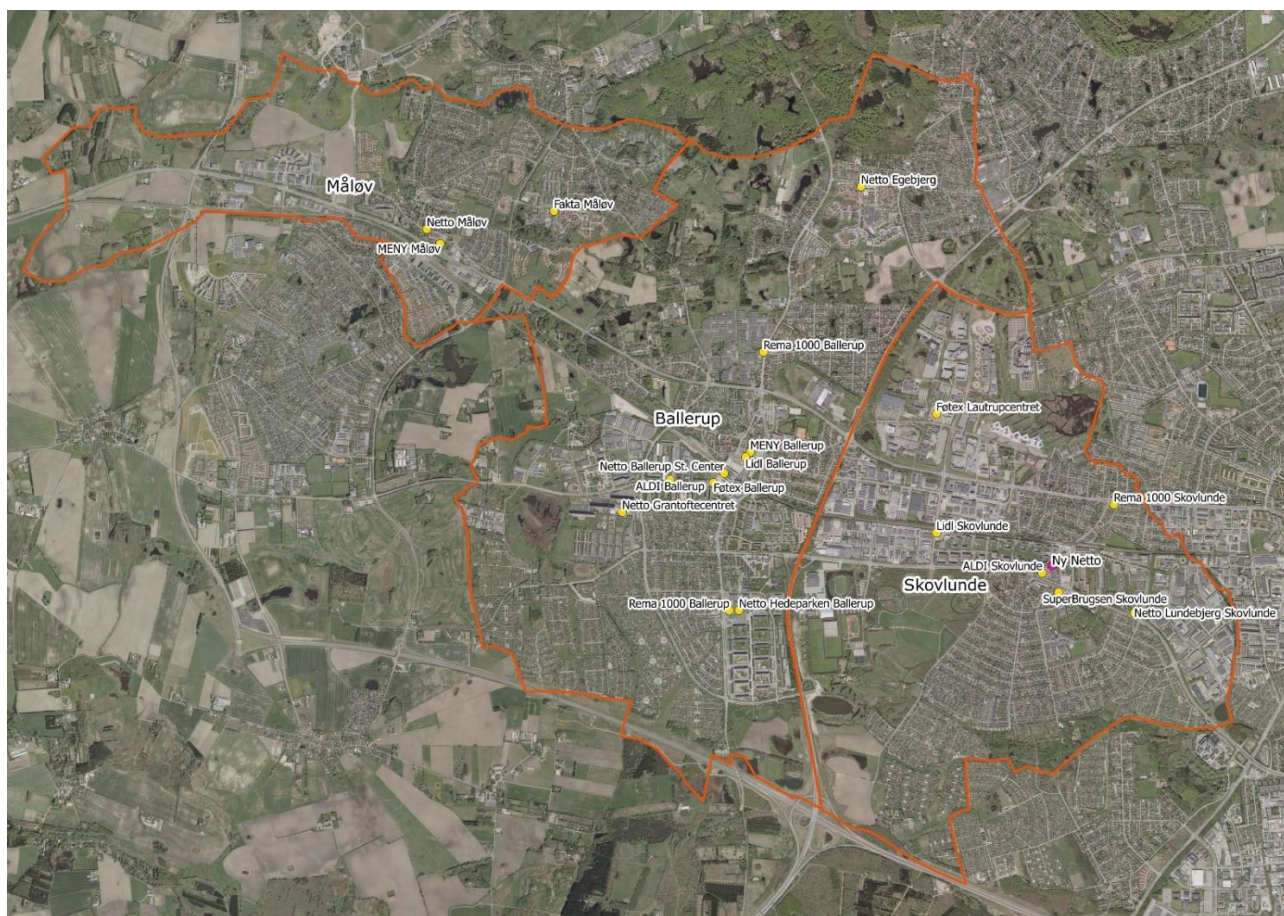 Netto Egebjerg
Måløv
Fakta Måløv
Netto Måløv
MENY Måløv
Rema 1000 Ballerup
Føtex Lautrupcentret
Ballerup
MENY Ballerup
Lidl Ballerup
Netto Ballerup St. Center
ALDI Ballerup
Føtex Ballerup
Netto Grantoftecentret
Rema 1000 Skovlunde
Lidl Skovlunde
Ny Netto
ALDI Skovlunde
Skovlunde
SuperBrugsen Skovlunde
Rema 1000 Ballerup
Netto Hedeparken Ballerup
Netto Lundebjerg Skovlunde